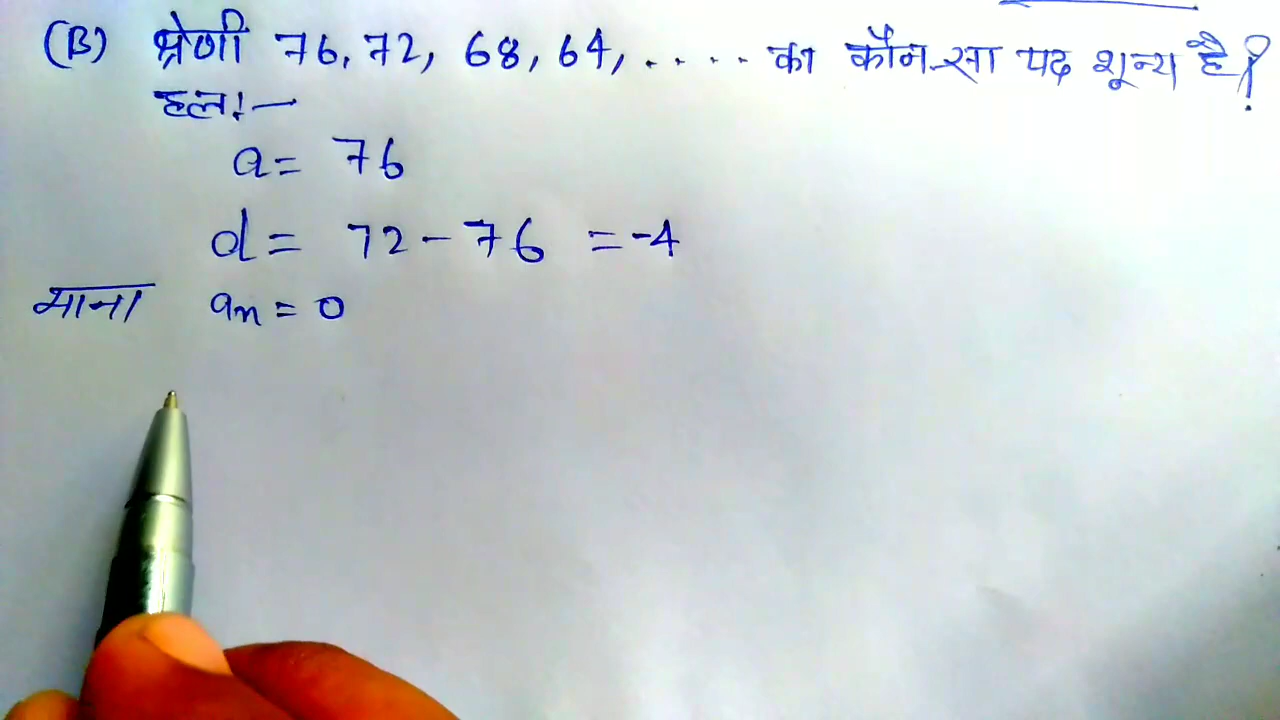 (B) श्रेणी 76, 72, 68, 64, ..... का कौन-सा पद शून्य है?
हल:-
a = 76
d = 72 - 76 = -4
माना an = 0